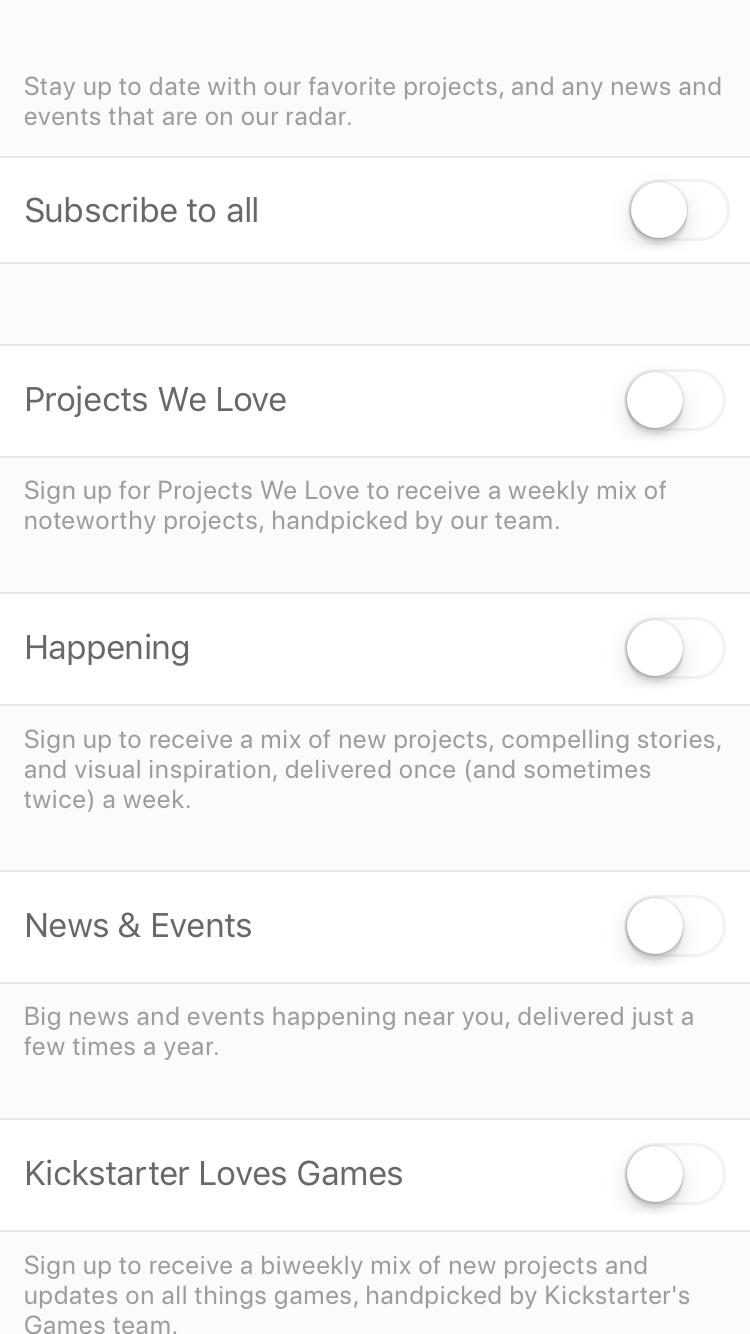 Stay up to date with our favorite projects, and any news and
events that are on our radar.
Subscribe to all
Projects We Love
Sign up for Projects We Love to receive a weekly mix of
noteworthy projects, handpicked by our team.
Happening
Sign up to receive a mix of new projects, compelling stories,
and visual inspiration, delivered once (and sometimes
twice) a week.
News & Events
Big news and events happening near you, delivered just a
few times a year.
Kickstarter Loves Games
Sign up to receive a biweekly mix of new projects and
updates on all things games, handpicked by Kickstarter's
Games team.